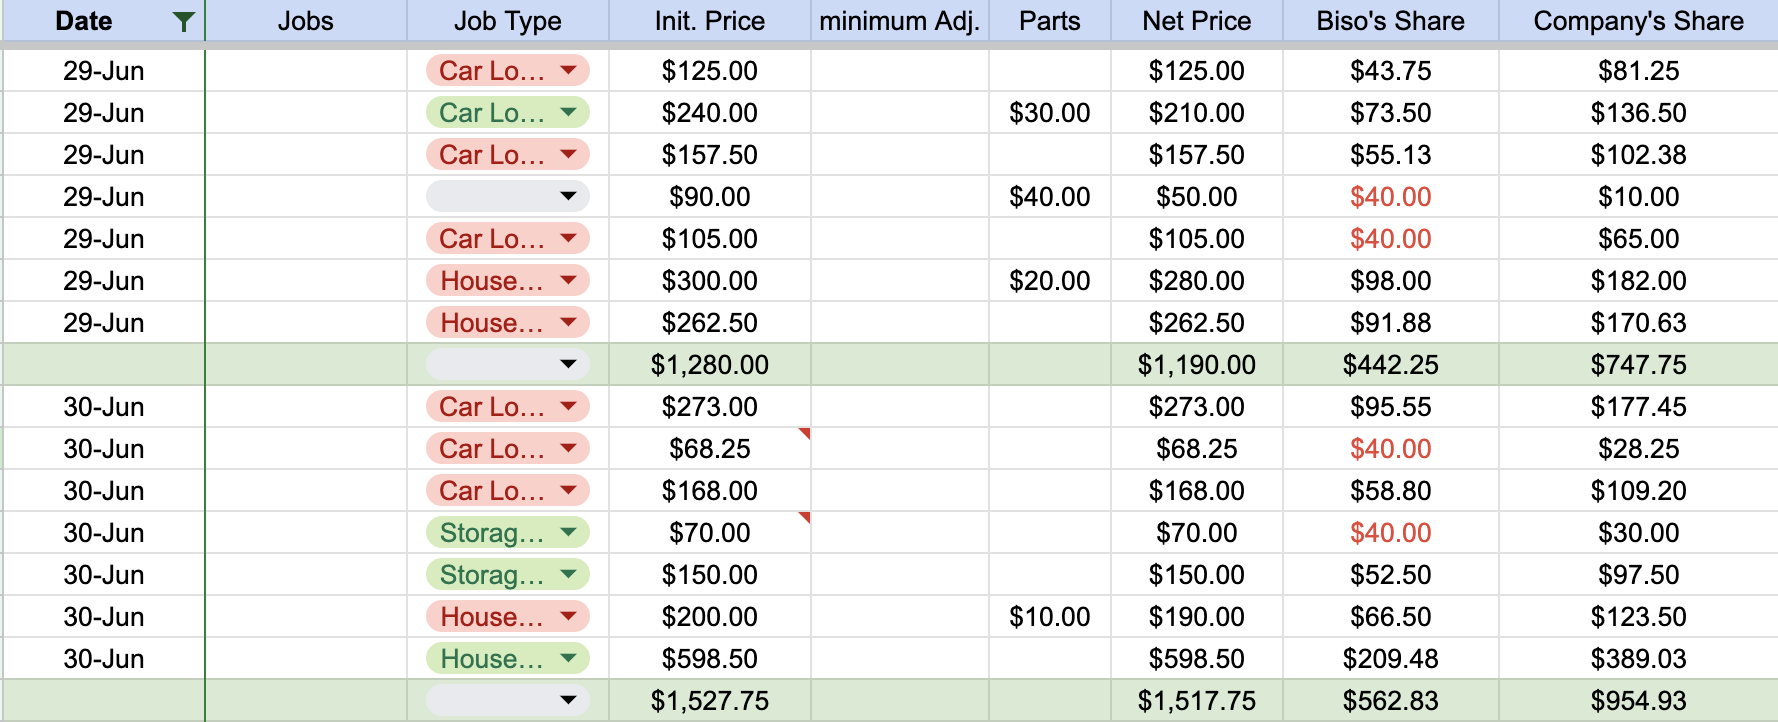 Date Jobs Job Type Init. Price minimum Adj. Parts Net Price Biso's Share Company's Share
29-Jun Car Lo... $125.00 $125.00 $43.75 $81.25
29-Jun Car Lo... $240.00 $30.00 $210.00 $73.50 $136.50
29-Jun Car Lo... $157.50 $157.50 $55.13 $102.38
29-Jun $90.00 $40.00 $50.00 $40.00 $10.00
29-Jun Car Lo... $105.00 $105.00 $40.00 $65.00
29-Jun House... $300.00 $20.00 $280.00 $98.00 $182.00
29-Jun House... $262.50 $262.50 $91.88 $170.63
$1,280.00 $1,190.00 $442.25 $747.75
30-Jun Car Lo... $273.00 $273.00 $95.55 $177.45
30-Jun Car Lo... $68.25 $68.25 $40.00 $28.25
30-Jun Car Lo... $168.00 $168.00 $58.80 $109.20
30-Jun Storag... $70.00 $70.00 $40.00 $30.00
30-Jun Storag... $150.00 $150.00 $52.50 $97.50
30-Jun House... $200.00 $10.00 $190.00 $66.50 $123.50
30-Jun House... $598.50 $598.50 $209.48 $389.03
$1,527.75 $1,517.75 $562.83 $954.93